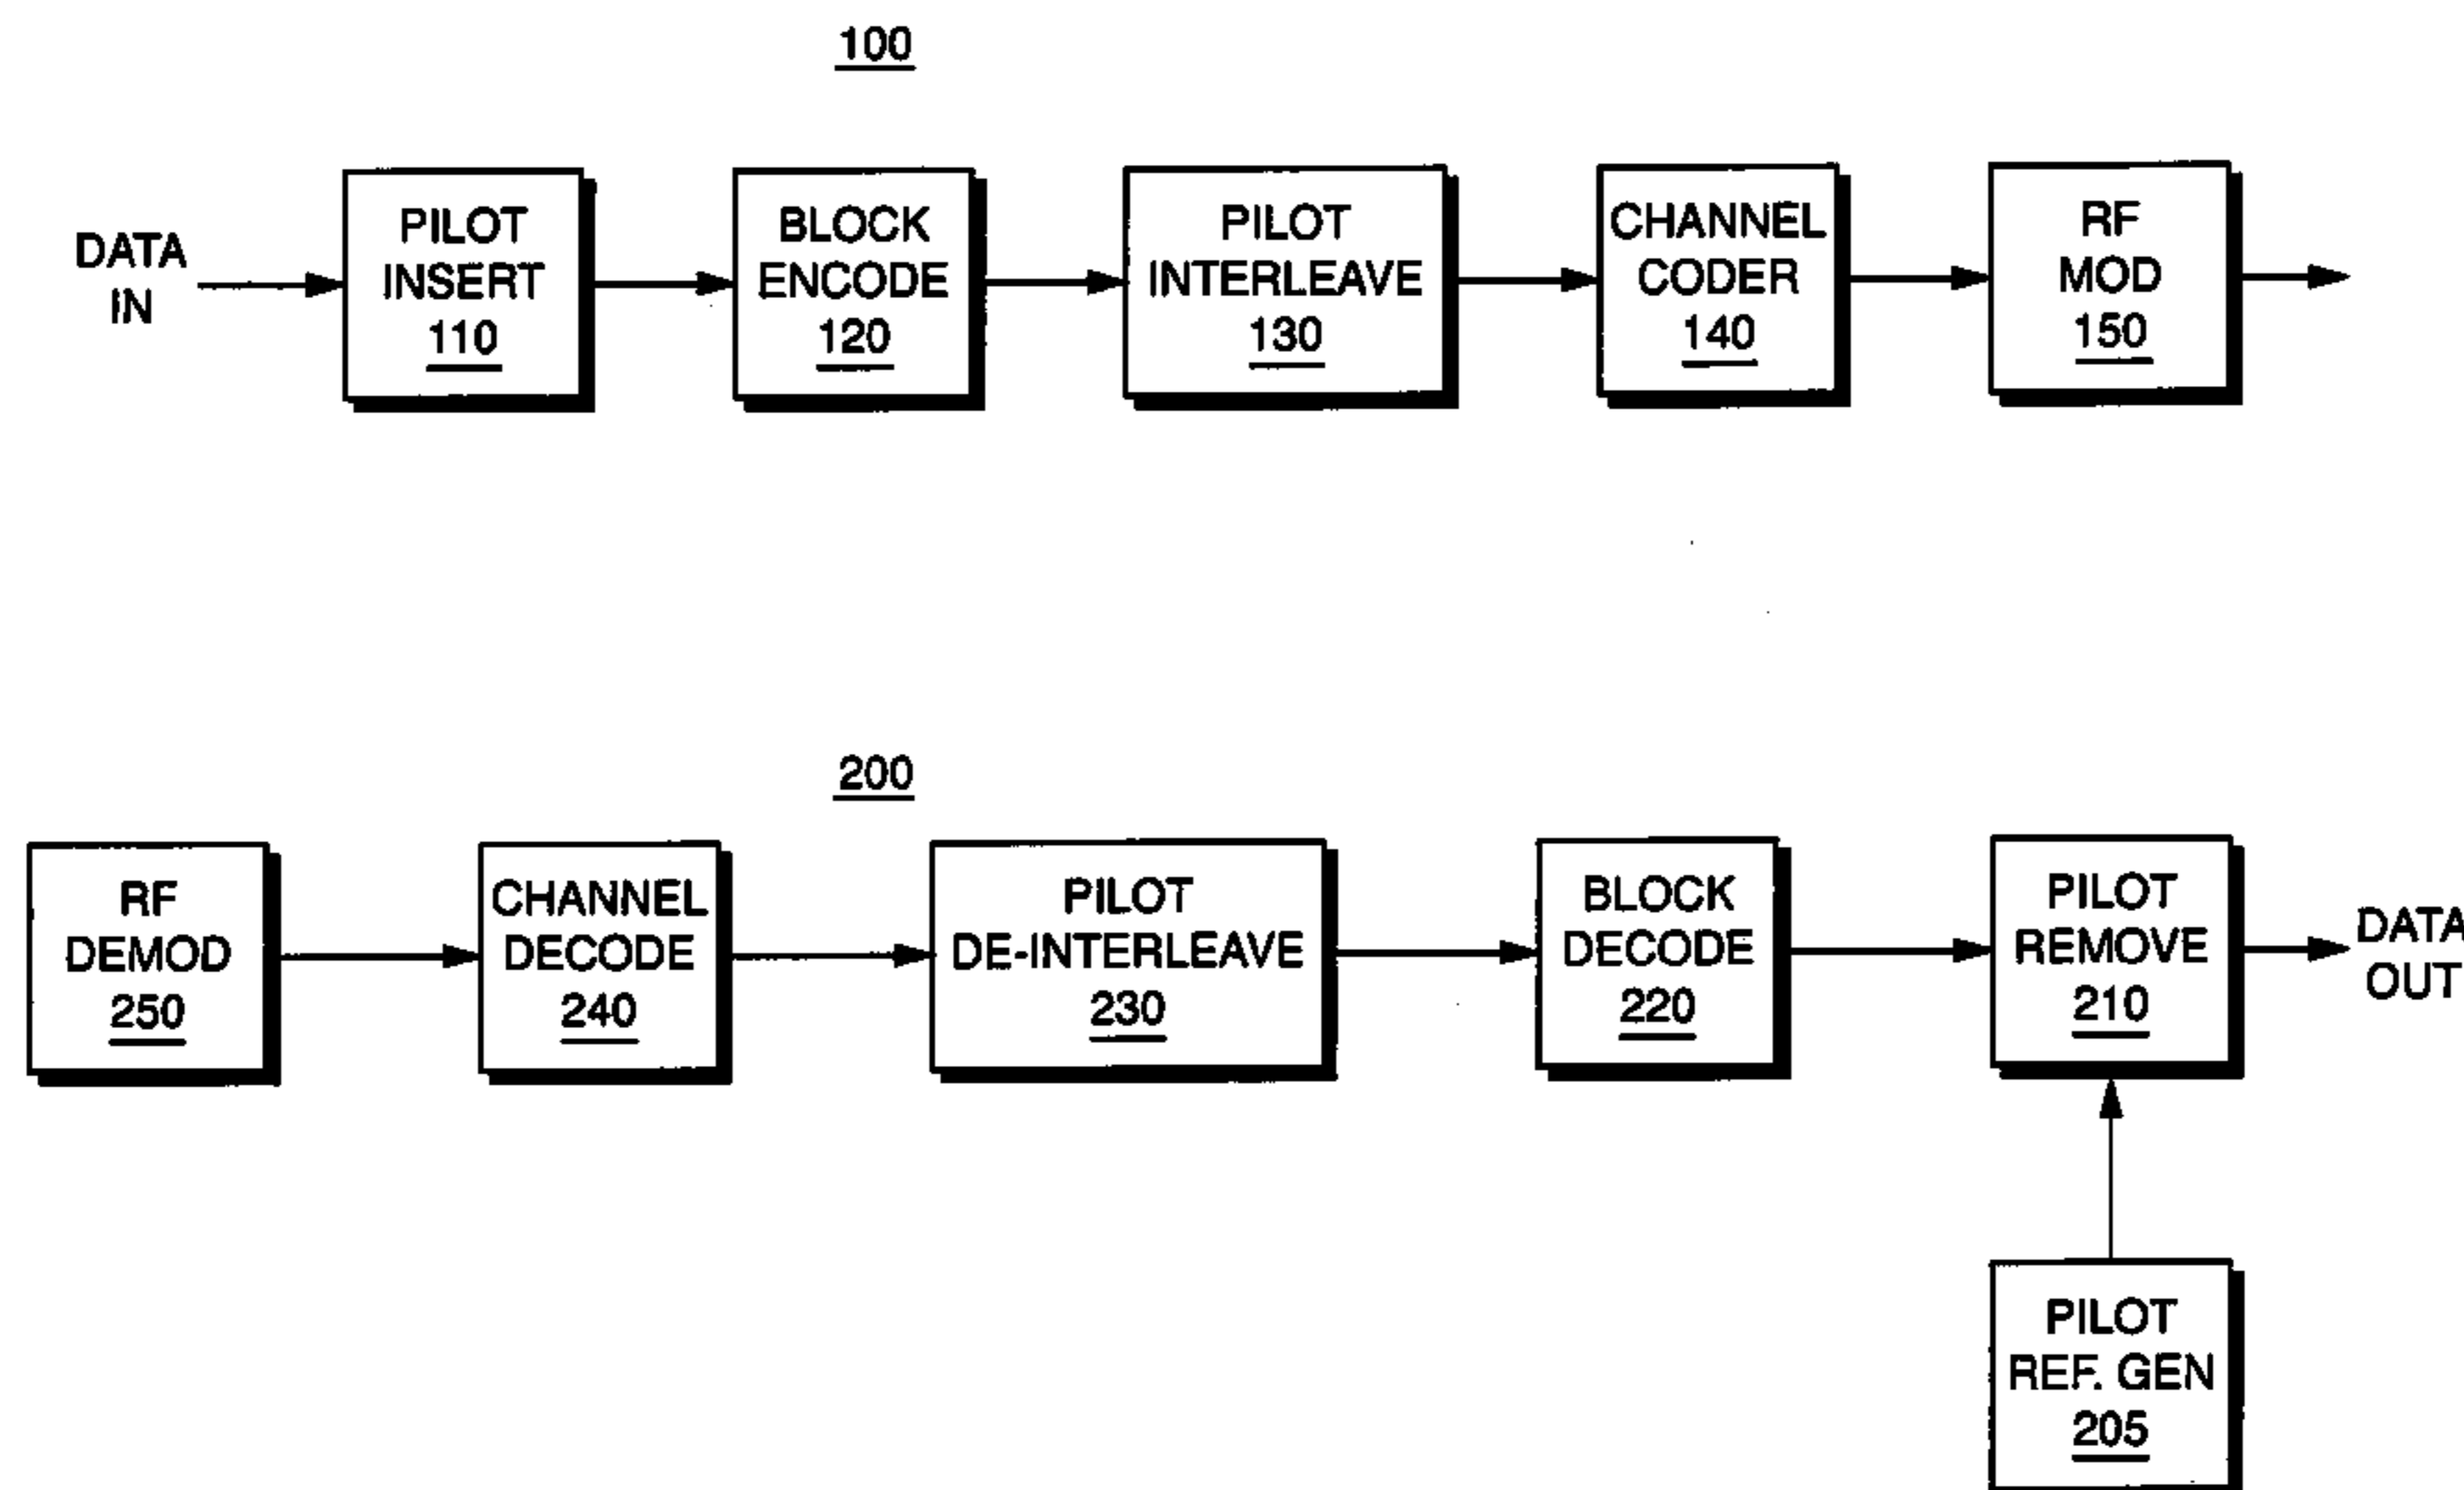 100
DATA
IN
PILOT
INSERT
110
BLOCK
ENCODE
120
PILOT
INTERLEAVE
130
CHANNEL
CODER
140
RF
MOD
150
200
RF
DEMOD
250
CHANNEL
DECODE
240
PILOT
DE-INTERLEAVE
230
BLOCK
DECODE
220
PILOT
REMOVE
210
DATA
OUT
PILOT
REF. GEN
205